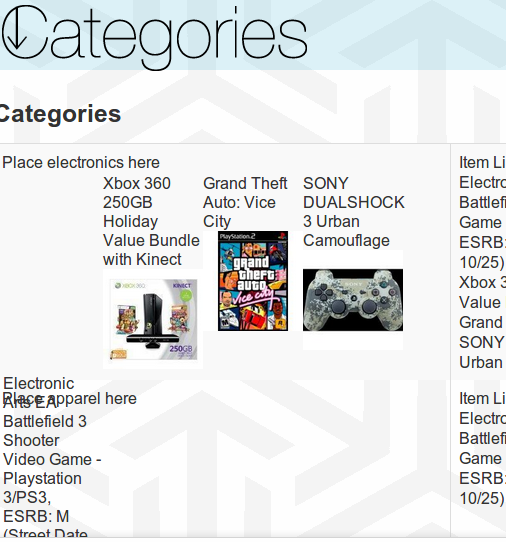 Categories
Categories
Place electronics here
Xbox 360
250GB
Holiday
Value Bundle
with Kinect
Grand Theft
Auto: Vice
City
SONY
DUALSHOCK
3 Urban
Camouflage
XBOX 360
KINECT
250GB
PlayStation 2
grand
theft
auto
vice city
SONY
Item Li
Electro
Battlefi
Game
ESRB:
10/25)
Xbox 3
Value
Grand
SONY
Urban
Electronic
Arts EA
Place apparel here
Battlefield 3
Shooter
Video Game -
Playstation
3/PS3,
ESRB: M
(Street Date
Item Li
Electro
Battlefi
Game
ESRB:
10/25)